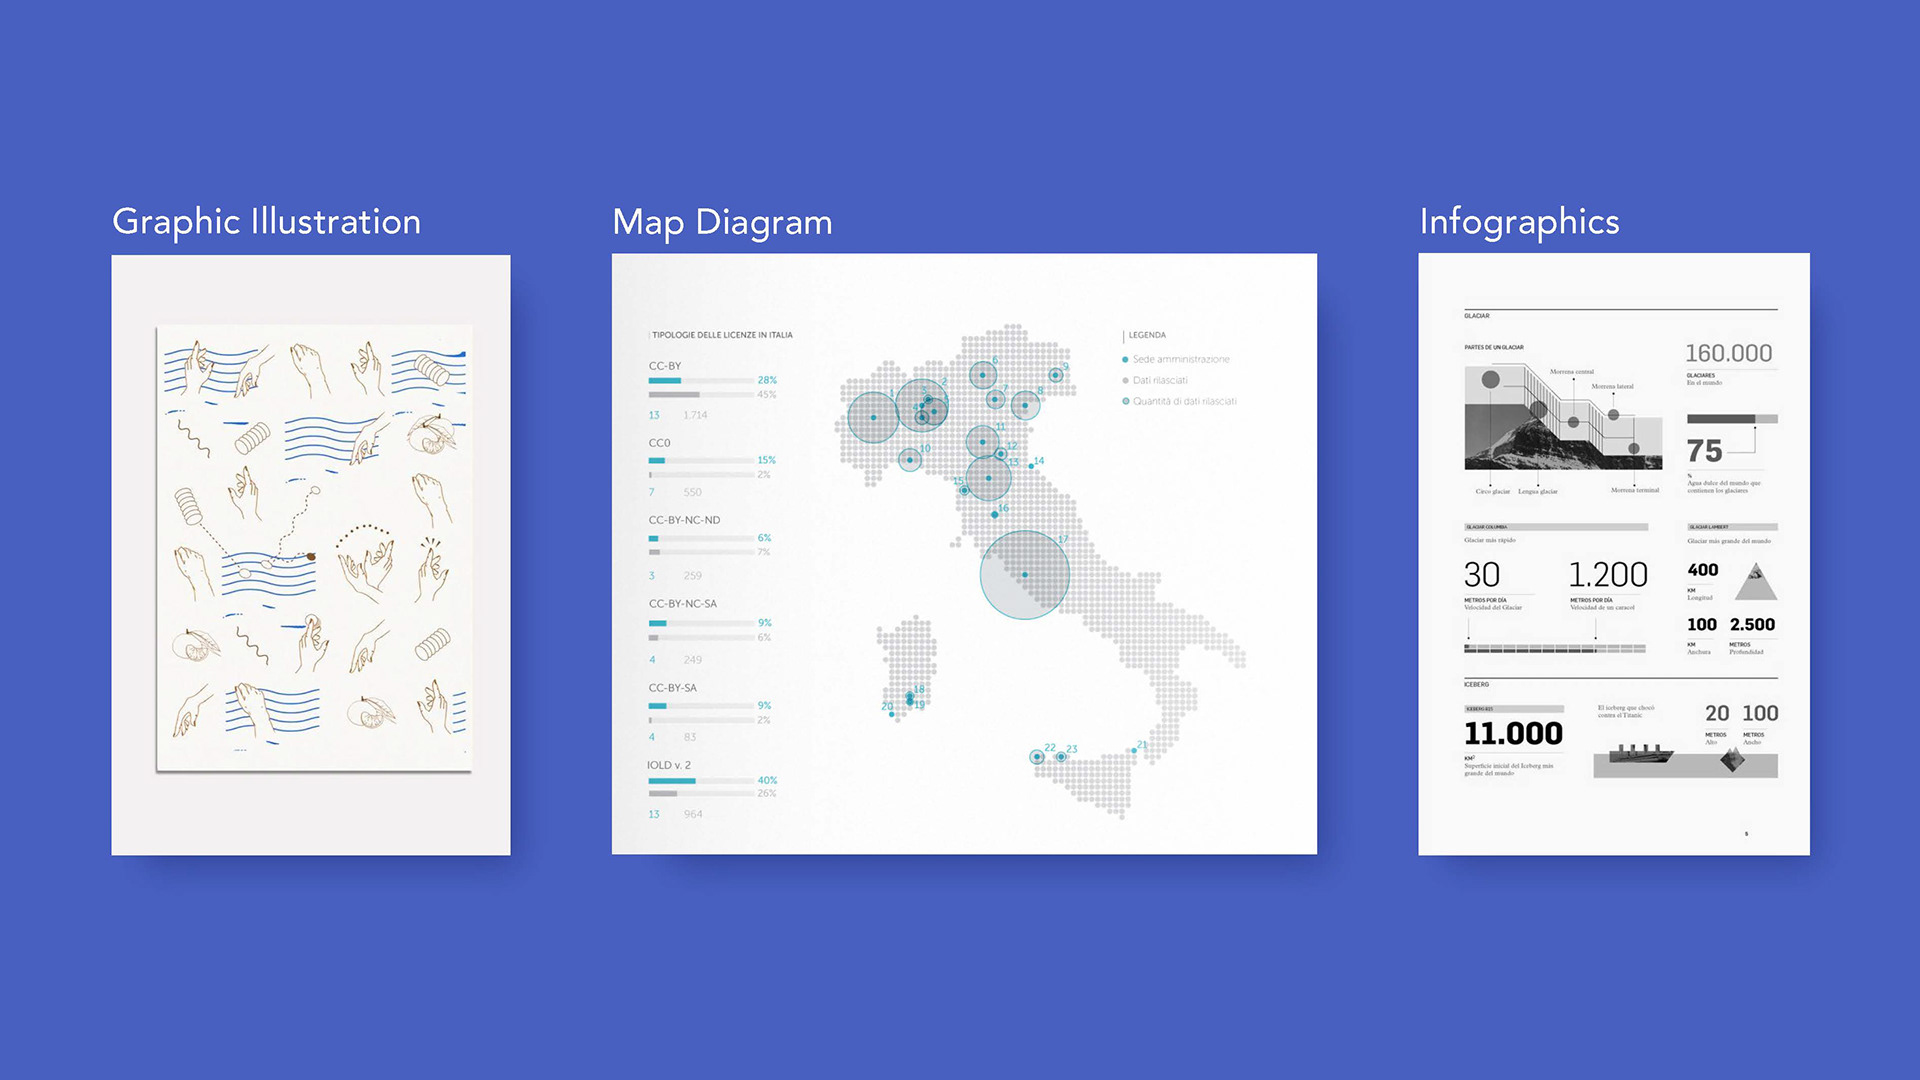 Graphic Illustration
Map Diagram
TIPOLOGIE DELLE LICENZE IN ITALIA
CC-BY
28%
45%
13 1.714
CC0
15%
2%
7 550
CC-BY-NC-ND
6%
7%
3 259
CC-BY-NC-SA
9%
6%
4 249
CC-BY-SA
9%
2%
4 83
IOLD v. 2
40%
26%
13 964
LEGENDA
Sede amministrazione
Dati rilasciati
Quantità di dati rilasciati
1
2
4
6
7
8
9
10
11
12
13
14
15
16
17
18
19
20
21
22
23
Infographics
GLACIAR
PARTES DE UN GLACIAR
Morrena central
Morrena lateral
Circo glaciar
Lengua glaciar
Morrena terminal
160.000
GLACIARES
En el mundo
75
%
Agua dulce del mundo que
contienen los glaciares
GLACIAR COLUMBIA
Glaciar más rápido
30
METROS POR DÍA
Velocidad del Glaciar
1.200
METROS POR DÍA
Velocidad de un caracol
GLACIAR LAMBERT
Glaciar más grande del mundo
400
KM
Longitud
100
KM
Anchura
2.500
METROS
Profundidad
ICEBERG
ICEBERG B15
11.000
KM²
Superficie inicial del Iceberg más
grande del mundo
El iceberg que chocó
contra el Titanic
20
METROS
Alto
100
METROS
Ancho
5